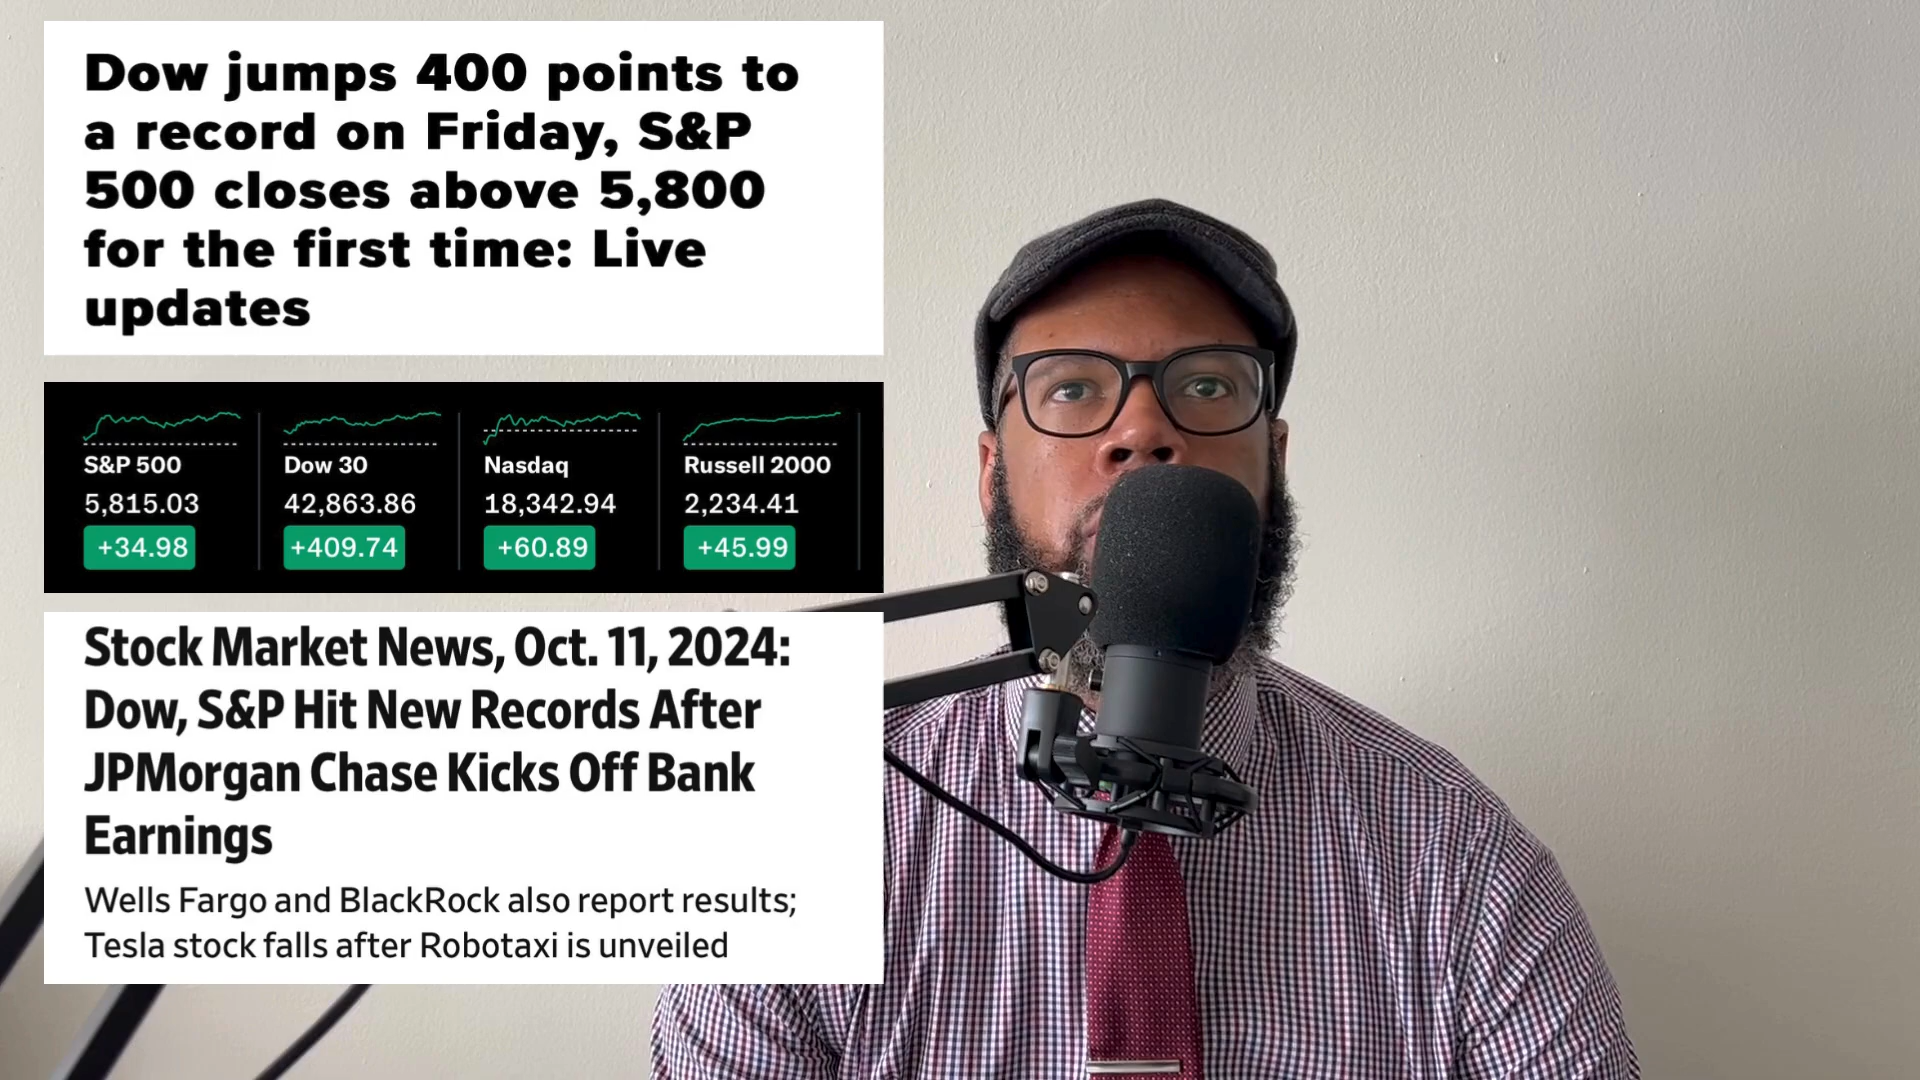 Dow jumps 400 points to
a record on Friday, S&P
500 closes above 5,800
for the first time: Live
updates
S&P 500
5,815.03
+34.98
Dow 30
42,863.86
+409.74
Nasdaq
18,342.94
+60.89
Russell 2000
2,234.41
+45.99
Stock Market News, Oct. 11, 2024:
Dow, S&P Hit New Records After
JPMorgan Chase Kicks Off Bank
Earnings
Wells Fargo and BlackRock also report results;
Tesla stock falls after Robotaxi is unveiled